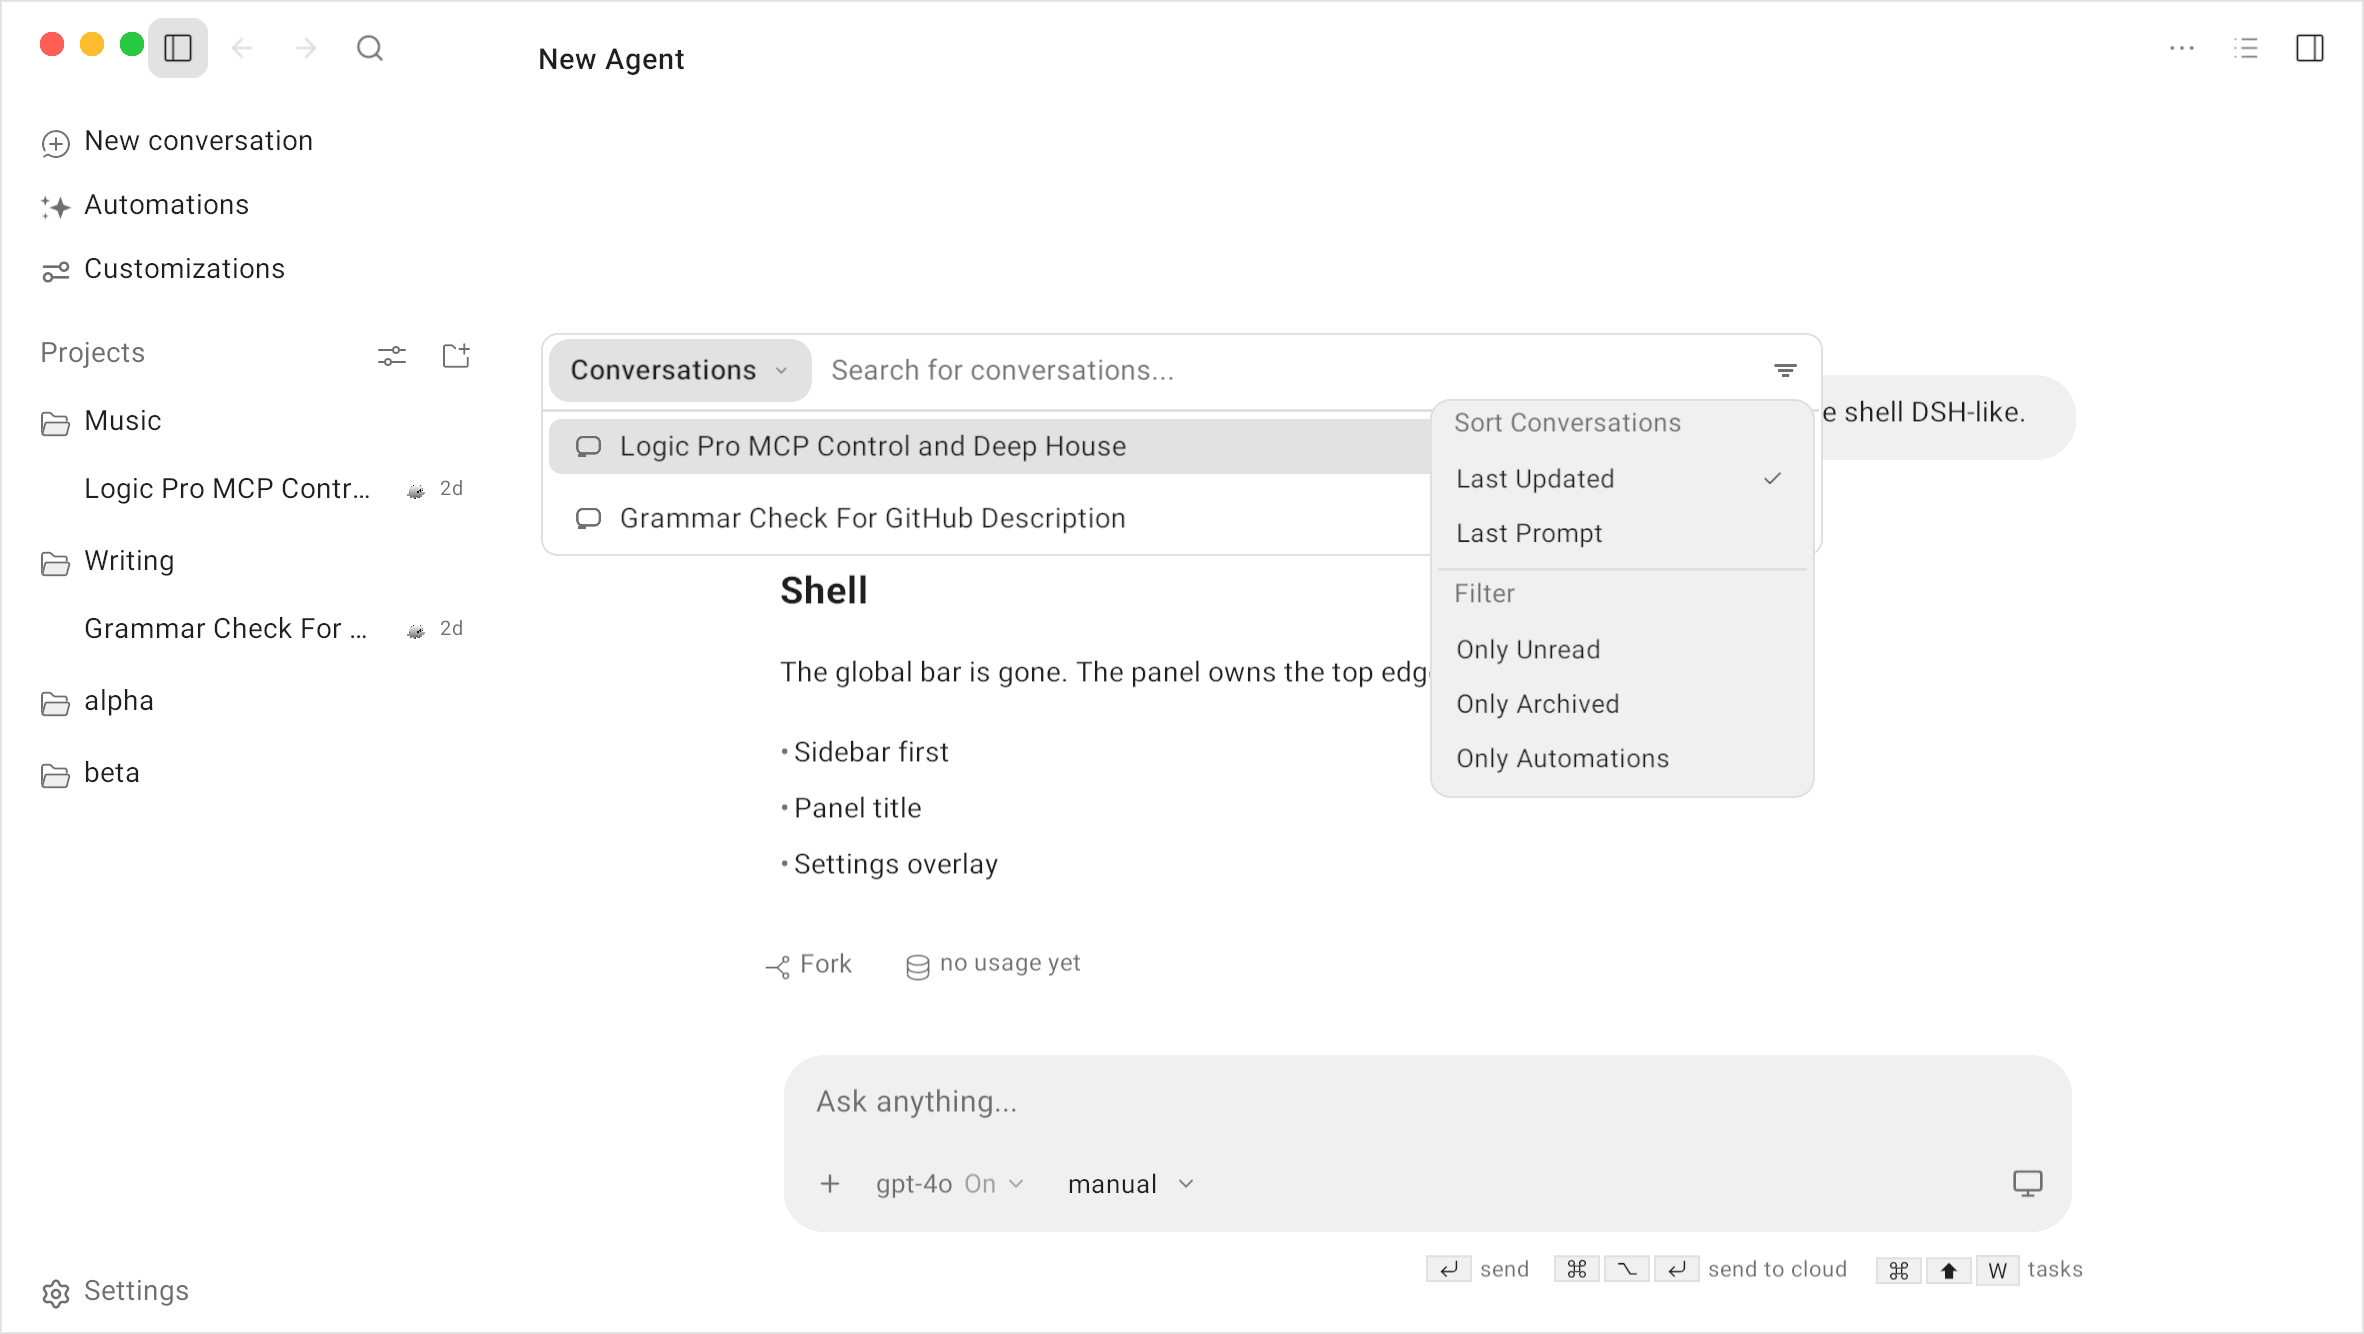 New Agent
New conversation
Automations
Customizations
Projects
Music
Logic Pro MCP Contr... 2d
Writing
Grammar Check For ... 2d
alpha
beta
Settings
Conversations Search for conversations...
Logic Pro MCP Control and Deep House
Grammar Check For GitHub Description
Sort Conversations
Last Updated
Last Prompt
Filter
Only Unread
Only Archived
Only Automations
e shell DSH-like.
Shell
The global bar is gone. The panel owns the top edg
• Sidebar first
• Panel title
• Settings overlay
Fork no usage yet
Ask anything...
gpt-4o On manual
↵ send ⌘ ⌥ ↵ send to cloud ⌘ ⬆ W tasks